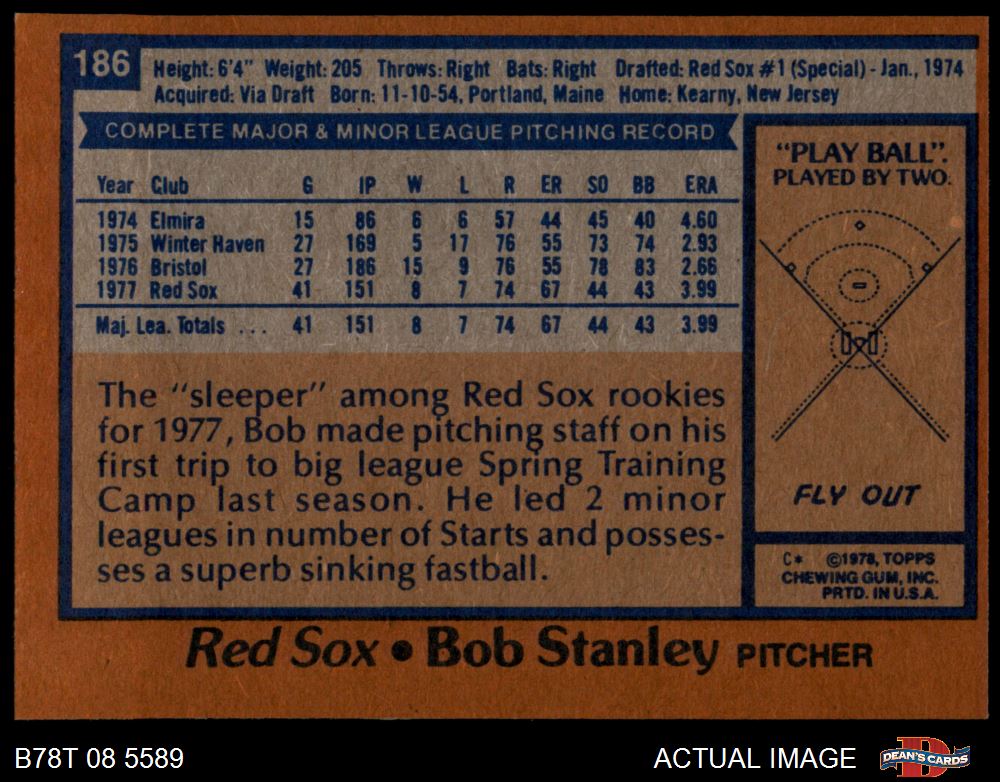 186
Height: 6'4" Weight: 205 Throws: Right Bats: Right Drafted: Red Sox #1 (Special) - Jan., 1974
Acquired: Via Draft Born: 11-10-54, Portland, Maine Home: Kearny, New Jersey
COMPLETE MAJOR & MINOR LEAGUE PITCHING RECORD
Year Club G IP W L R ER SO BB ERA
1974 Elmira 15 86 6 6 57 44 45 40 4.60
1975 Winter Haven 27 169 5 17 76 55 73 74 2.93
1976 Bristol 27 186 15 9 76 55 78 83 2.66
1977 Red Sox 41 151 8 7 74 67 44 43 3.99
Maj. Lea. Totals ... 41 151 8 7 74 67 44 43 3.99
The "sleeper" among Red Sox rookies
for 1977, Bob made pitching staff on his
first trip to big league Spring Training
Camp last season. He led 2 minor
leagues in number of Starts and posses-
ses a superb sinking fastball.
"PLAY BALL".
PLAYED BY TWO.
FLY OUT
C* ©1978, TOPPS
CHEWING GUM, INC.
PRTD. IN U.S.A.
Red Sox • Bob Stanley PITCHER
B78T 08 5589
ACTUAL IMAGE
DEAN'S CARDS